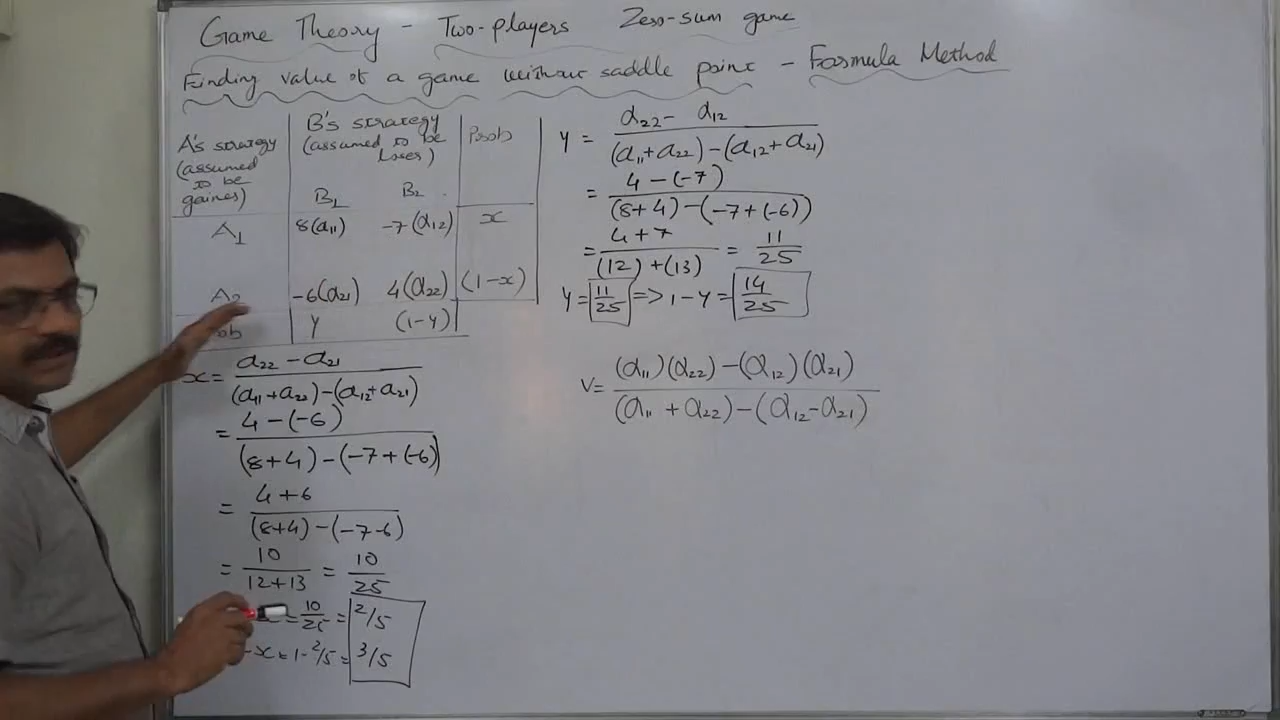 Game Theory - Two-players Zero-sum game
Finding value of a game without saddle point - Formula Method
A's strategy (assumed to be gainer)
B's strategy (assumed to be loser)
Prob
B₁ B₂
A₁ 8(a₁₁) -7(a₁₂) x
A₂ -6(a₂₁) 4(a₂₂) (1-x)
y (1-y)
x = (a₂₂ - a₂₁) / ((a₁₁+a₂₂)-(a₁₂+a₂₁))
= (4-(-6)) / ((8+4)-(-7+(-6))
= (4+6) / ((8+4)-(-7-6))
= 10 / (12+13) = 10/25
= 10/25 = 2/5
-x = 1-2/5 = 3/5
y = (a₂₂ - a₁₂) / ((a₁₁+a₂₂)-(a₁₂+a₂₁))
= (4-(-7)) / ((8+4)-(-7+(-6)))
= (4+7) / ((12)+(13)) = 11/25
y = 11/25 => 1-y = 14/25
V = ((a₁₁)(a₂₂)-(a₁₂)(a₂₁)) / ((a₁₁+a₂₂)-(a₁₂-a₂₁))